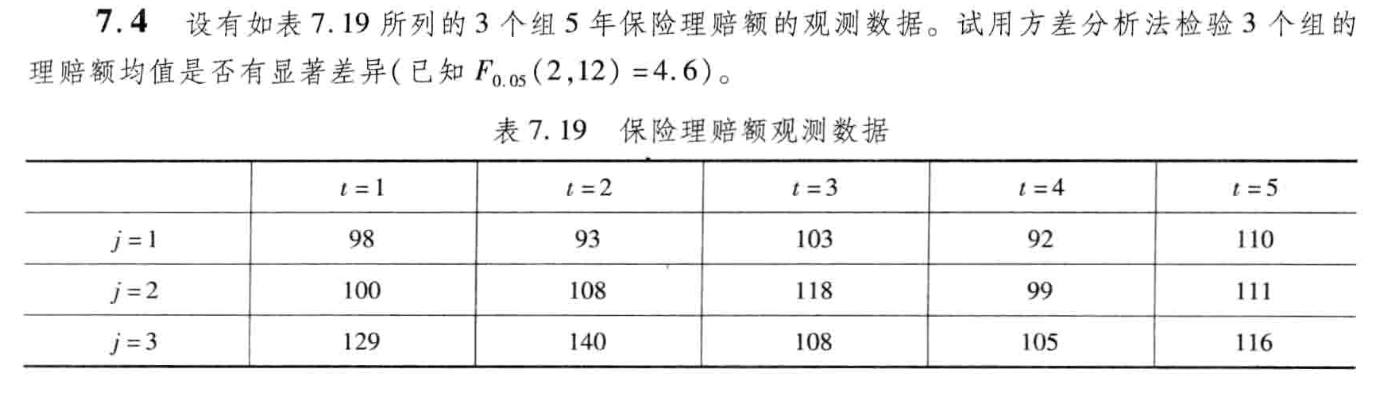 7.4 设有如表 7.19 所列的 3 个组 5 年保险理赔额的观测数据。试用方差分析法检验 3 个组的
理赔额均值是否有显著差异(已知 F₀.₀₅(2,12) =4.6)。
表 7.19 保险理赔额观测数据
t=1 t=2 t=3 t=4 t=5
j=1 98 93 103 92 110
j=2 100 108 118 99 111
j=3 129 140 108 105 116